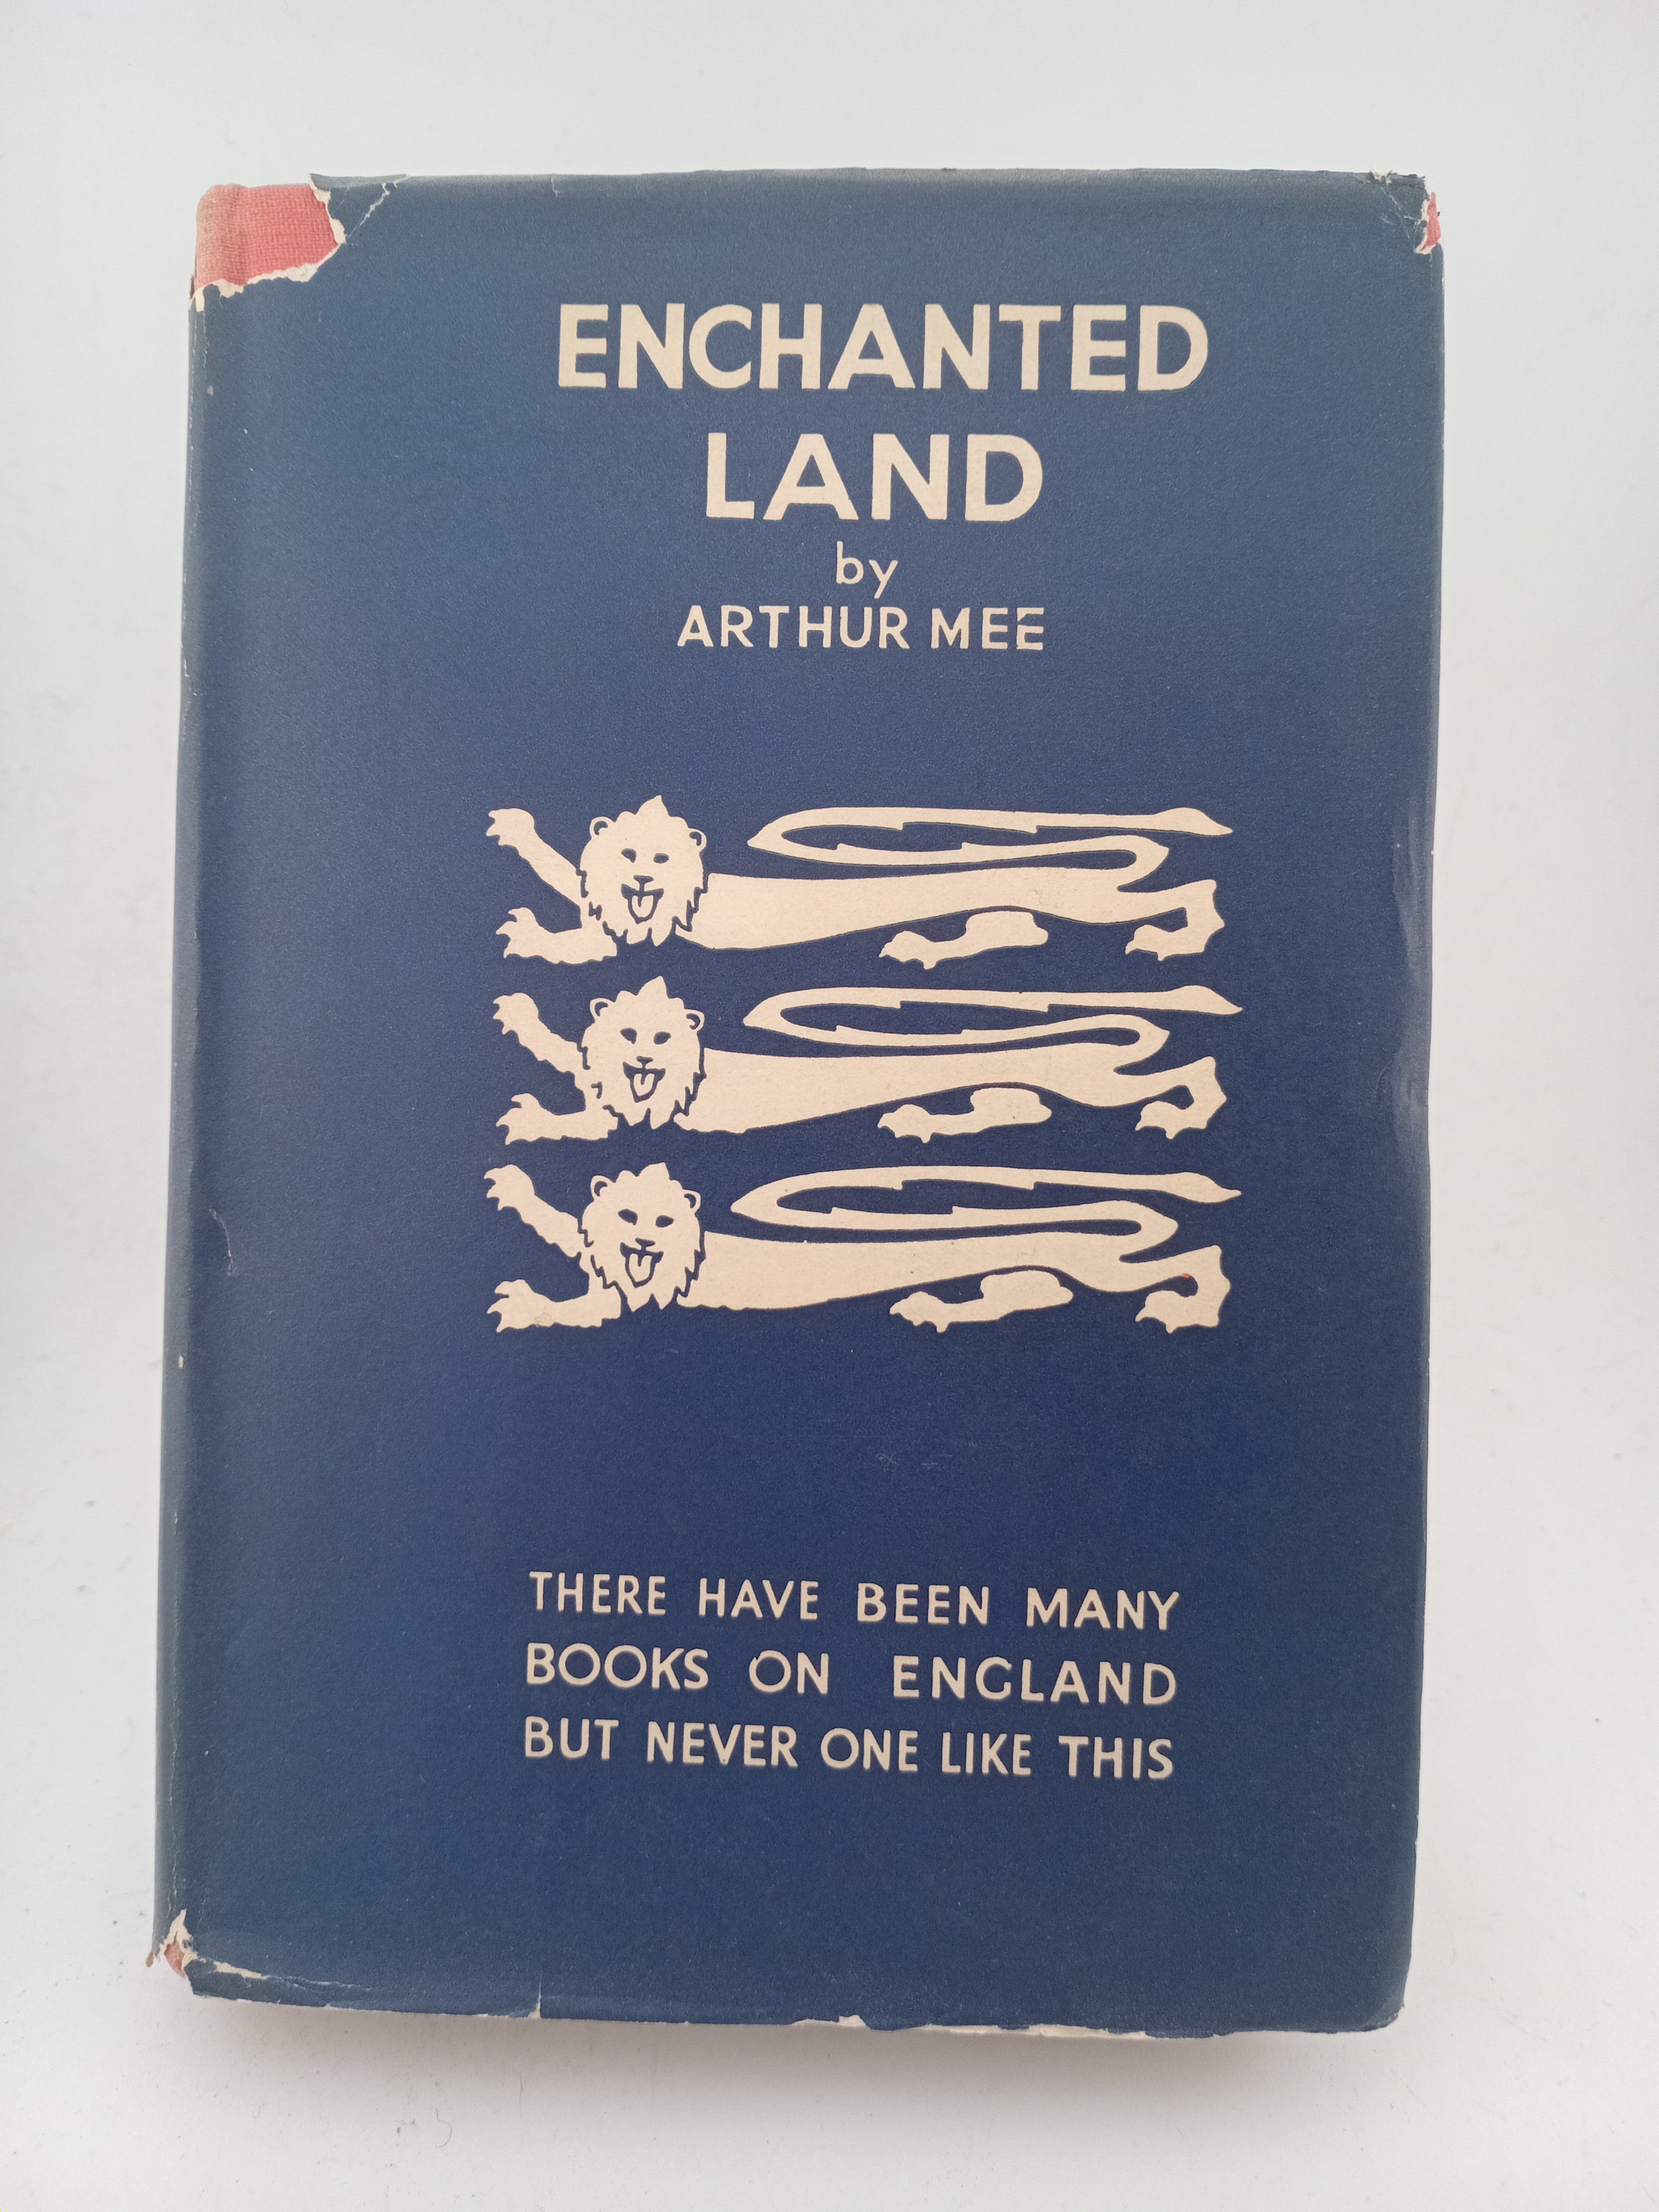 ENCHANTED
LAND
by
ARTHUR MEE
THERE HAVE BEEN MANY
BOOKS ON ENGLAND
BUT NEVER ONE LIKE THIS